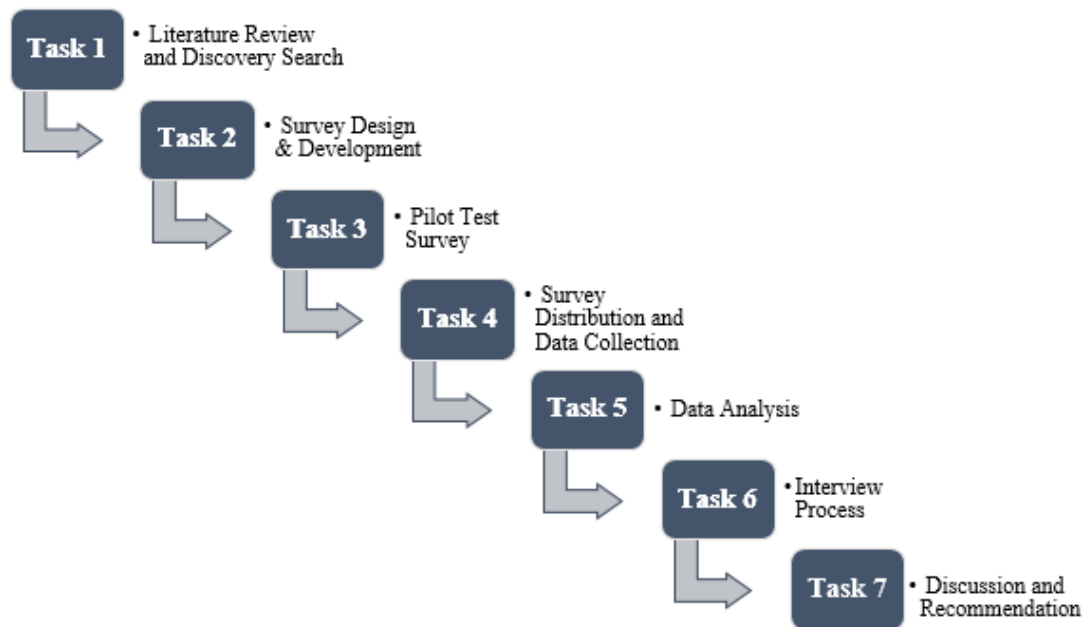 Task 1
• Literature Review
and Discovery Search
Task 2
• Survey Design
& Development
Task 3
• Pilot Test
Survey
Task 4
• Survey
Distribution and
Data Collection
Task 5
• Data Analysis
Task 6
•Interview
Process
Task 7
• Discussion and
Recommendation